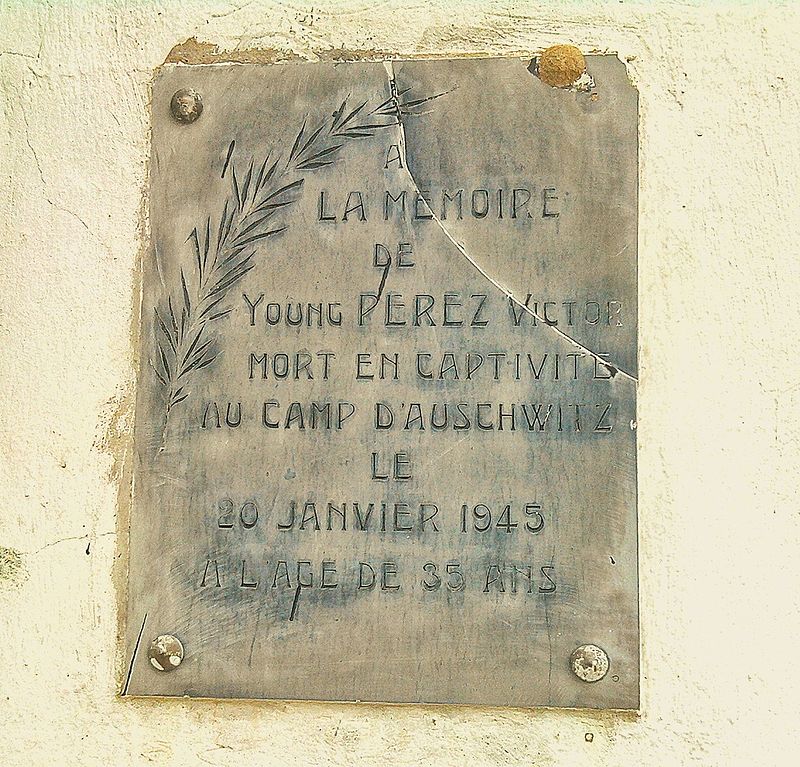 A
LA MEMOIRE
DE
YOUNG PEREZ VICTOR
MORT EN CAPTIVITE
AU CAMP D'AUSCHWITZ
LE
20 JANVIER 1945
A L'AGE DE 35 ANS